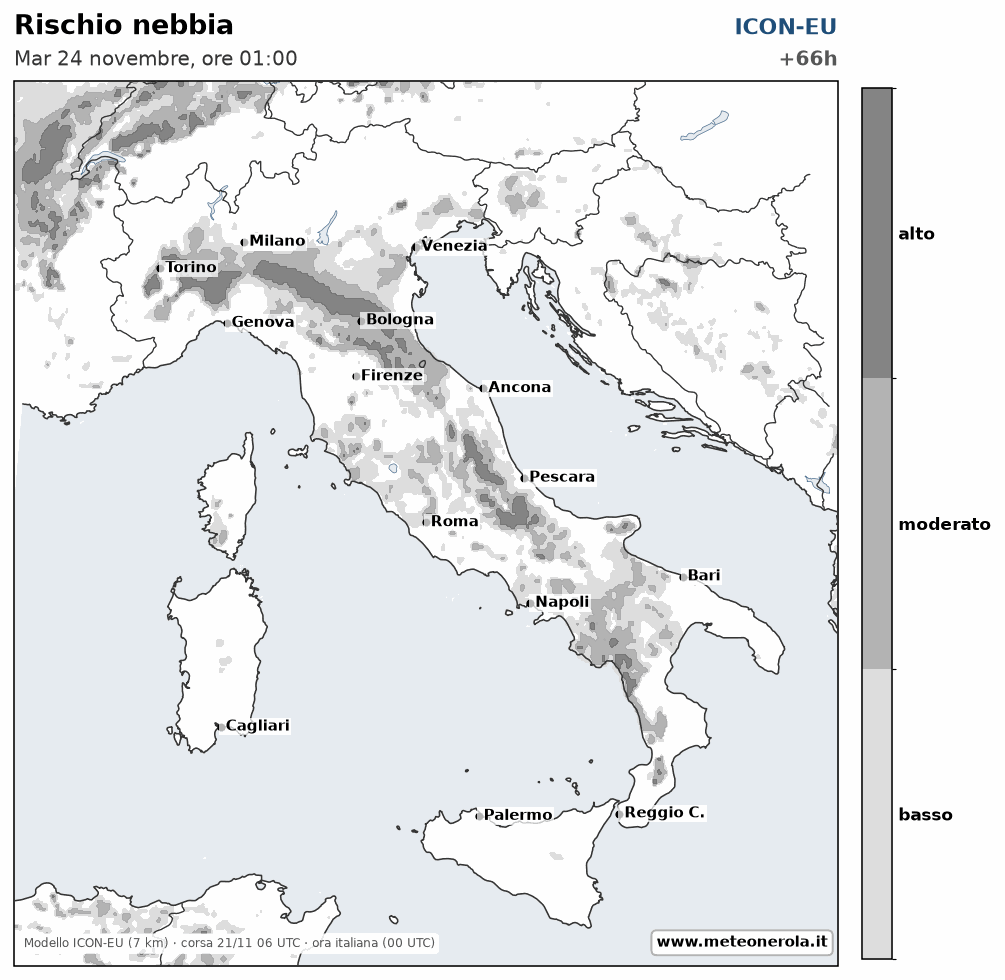 Rischio nebbia
ICON-EU
Mar 24 novembre, ore 01:00
+66h
alto
Milano
Venezia
Torino
Genova
Bologna
Firenze
Ancona
Pescara
Roma
moderato
Bari
Napoli
Cagliari
Palermo
Reggio C.
basso
Modello ICON-EU (7 km) · corsa 21/11 06 UTC · ora italiana (00 UTC)
www.meteonerola.it